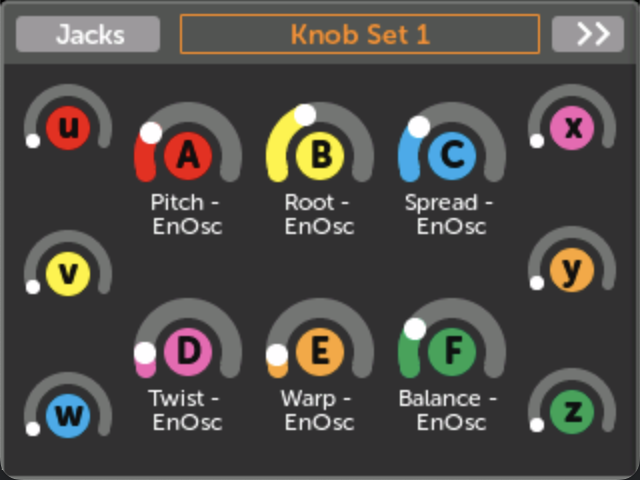 Jacks
Knob Set 1
>>
u
A
B
C
x
Pitch -
EnOsc
Root -
EnOsc
Spread -
EnOsc
v
y
D
E
F
Twist -
EnOsc
Warp -
EnOsc
Balance -
EnOsc
w
z